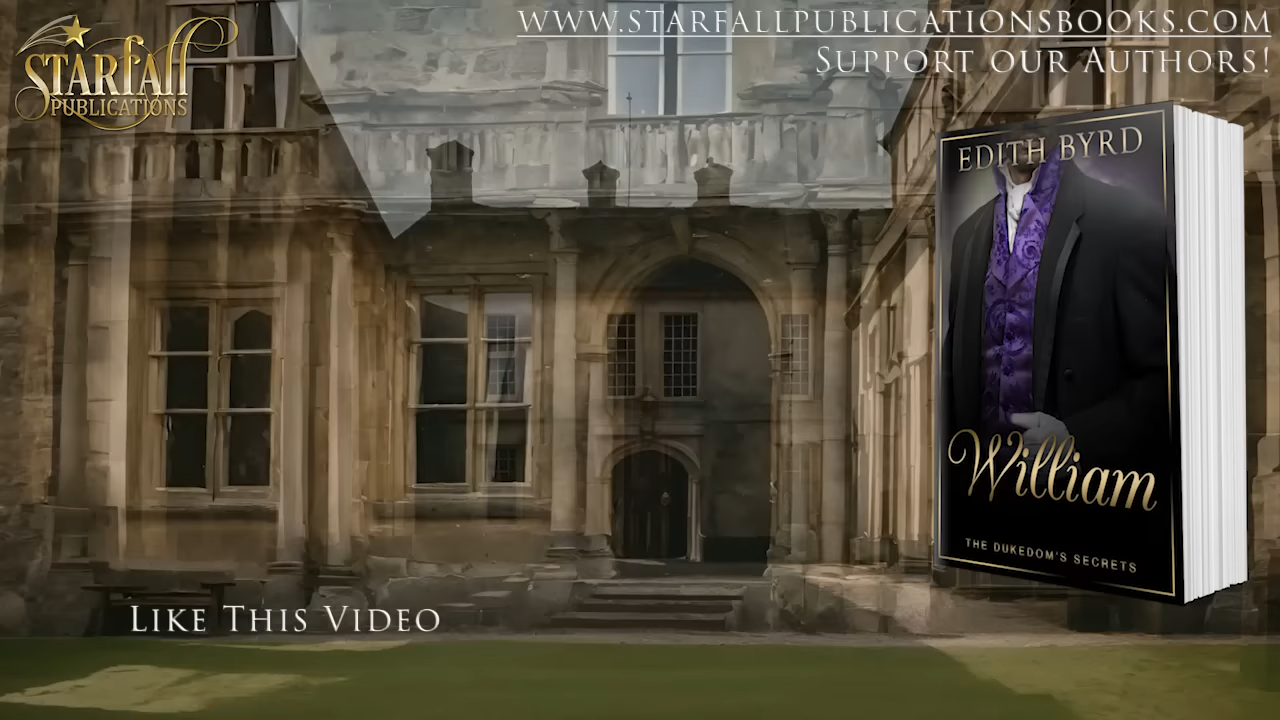 STARfall
PUBLICATIONS
www.starfallpublicationsbooks.com
Support our Authors!
EDITH BYRD
William
THE DUKEDOM'S SECRETS
Like This Video